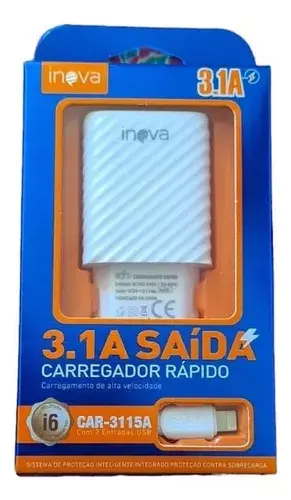 inova
3.1A
inova
3.1A SAÍDA
CARREGADOR RÁPIDO
Carregamento de alta velocidade
i6
CAR-3115A
Com 2 Entradas USB
SISTEMA DE PROTEÇÃO INTELIGENTE INTEGRADO PROTEÇÃO CONTRA SOBRECARGA